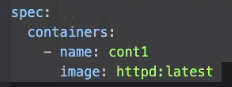 spec:
  containers:
    - name: cont1
      image: httpd:latest